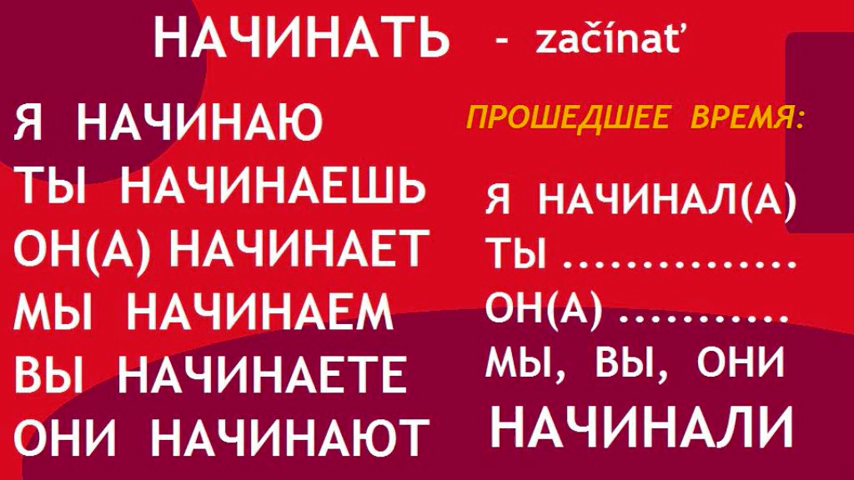 НАЧИНАТЬ - začínať
Я НАЧИНАЮ
ТЫ НАЧИНАЕШЬ
ОН(А) НАЧИНАЕТ
МЫ НАЧИНАЕМ
ВЫ НАЧИНАЕТЕ
ОНИ НАЧИНАЮТ
ПРОШЕДШЕЕ ВРЕМЯ:
Я НАЧИНАЛ(А)
ТЫ ...............
ОН(А) ...........
МЫ, ВЫ, ОНИ
НАЧИНАЛИ